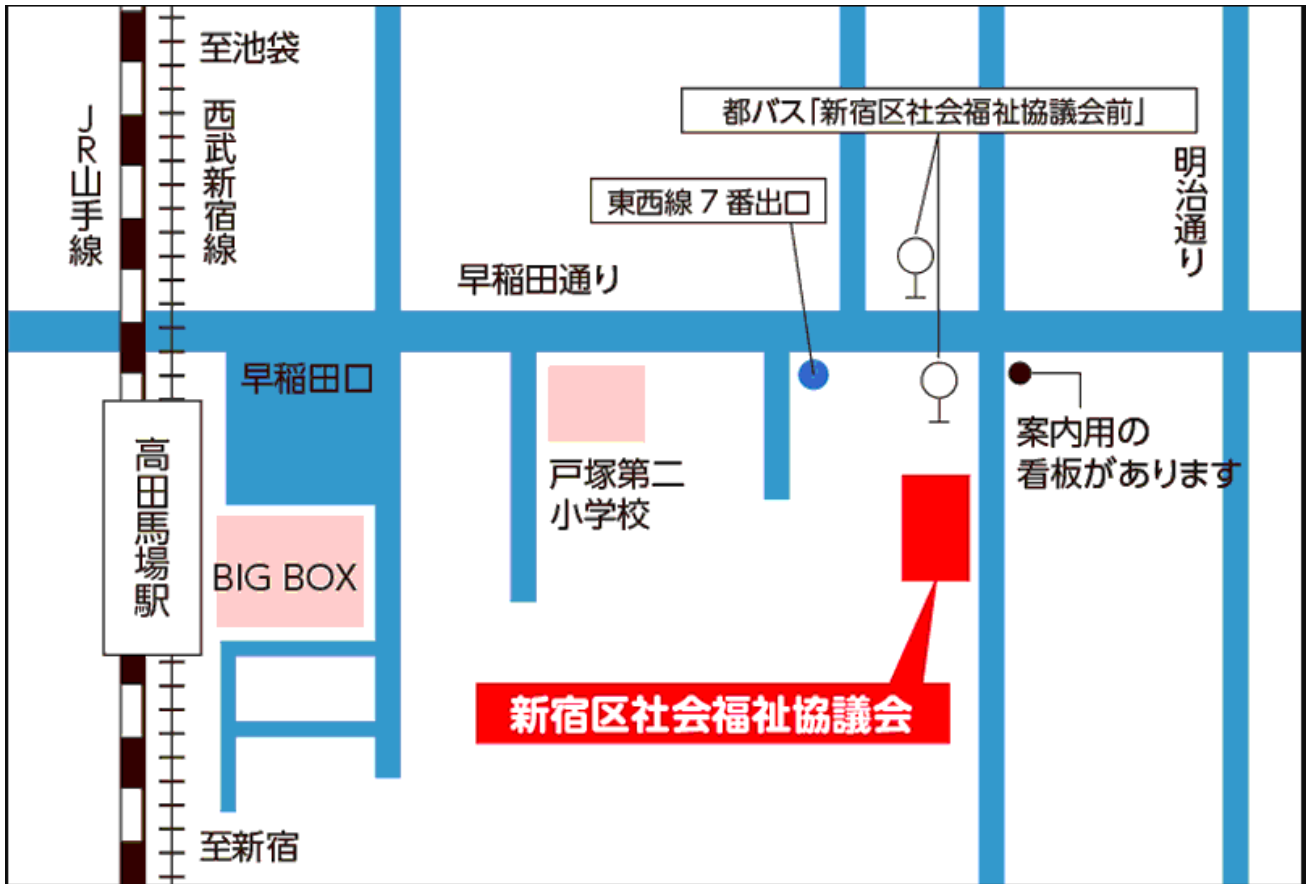 至池袋
JR山手線
西武新宿線
都バス「新宿区社会福祉協議会前」
明治通り
東西線7番出口
早稲田通り
早稲田口
案内用の
看板があります
高田馬場駅
戸塚第二
小学校
BIG BOX
新宿区社会福祉協議会
至新宿